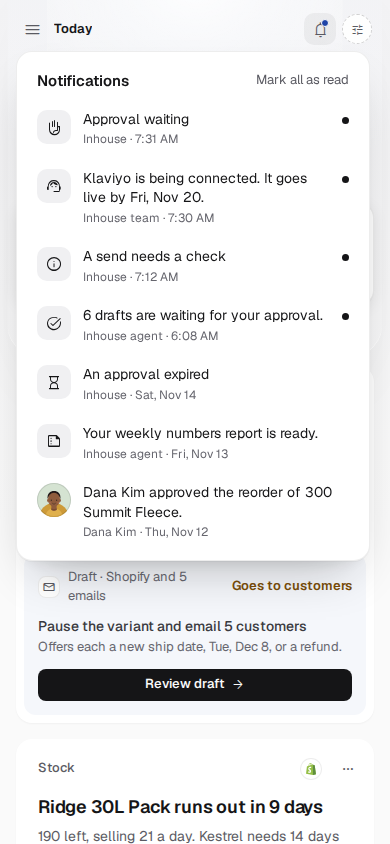 Today
Notifications
Mark all as read
Approval waiting
Inhouse · 7:31 AM
Klaviyo is being connected. It goes
live by Fri, Nov 20.
Inhouse team · 7:30 AM
A send needs a check
Inhouse · 7:12 AM
6 drafts are waiting for your approval.
Inhouse agent · 6:08 AM
An approval expired
Inhouse · Sat, Nov 14
Your weekly numbers report is ready.
Inhouse agent · Fri, Nov 13
Dana Kim approved the reorder of 300
Summit Fleece.
Dana Kim · Thu, Nov 12
Draft · Shopify and 5
emails
Goes to customers
Pause the variant and email 5 customers
Offers each a new ship date, Tue, Dec 8, or a refund.
Review draft →
Stock
Ridge 30L Pack runs out in 9 days
190 left, selling 21 a day. Kestrel needs 14 days